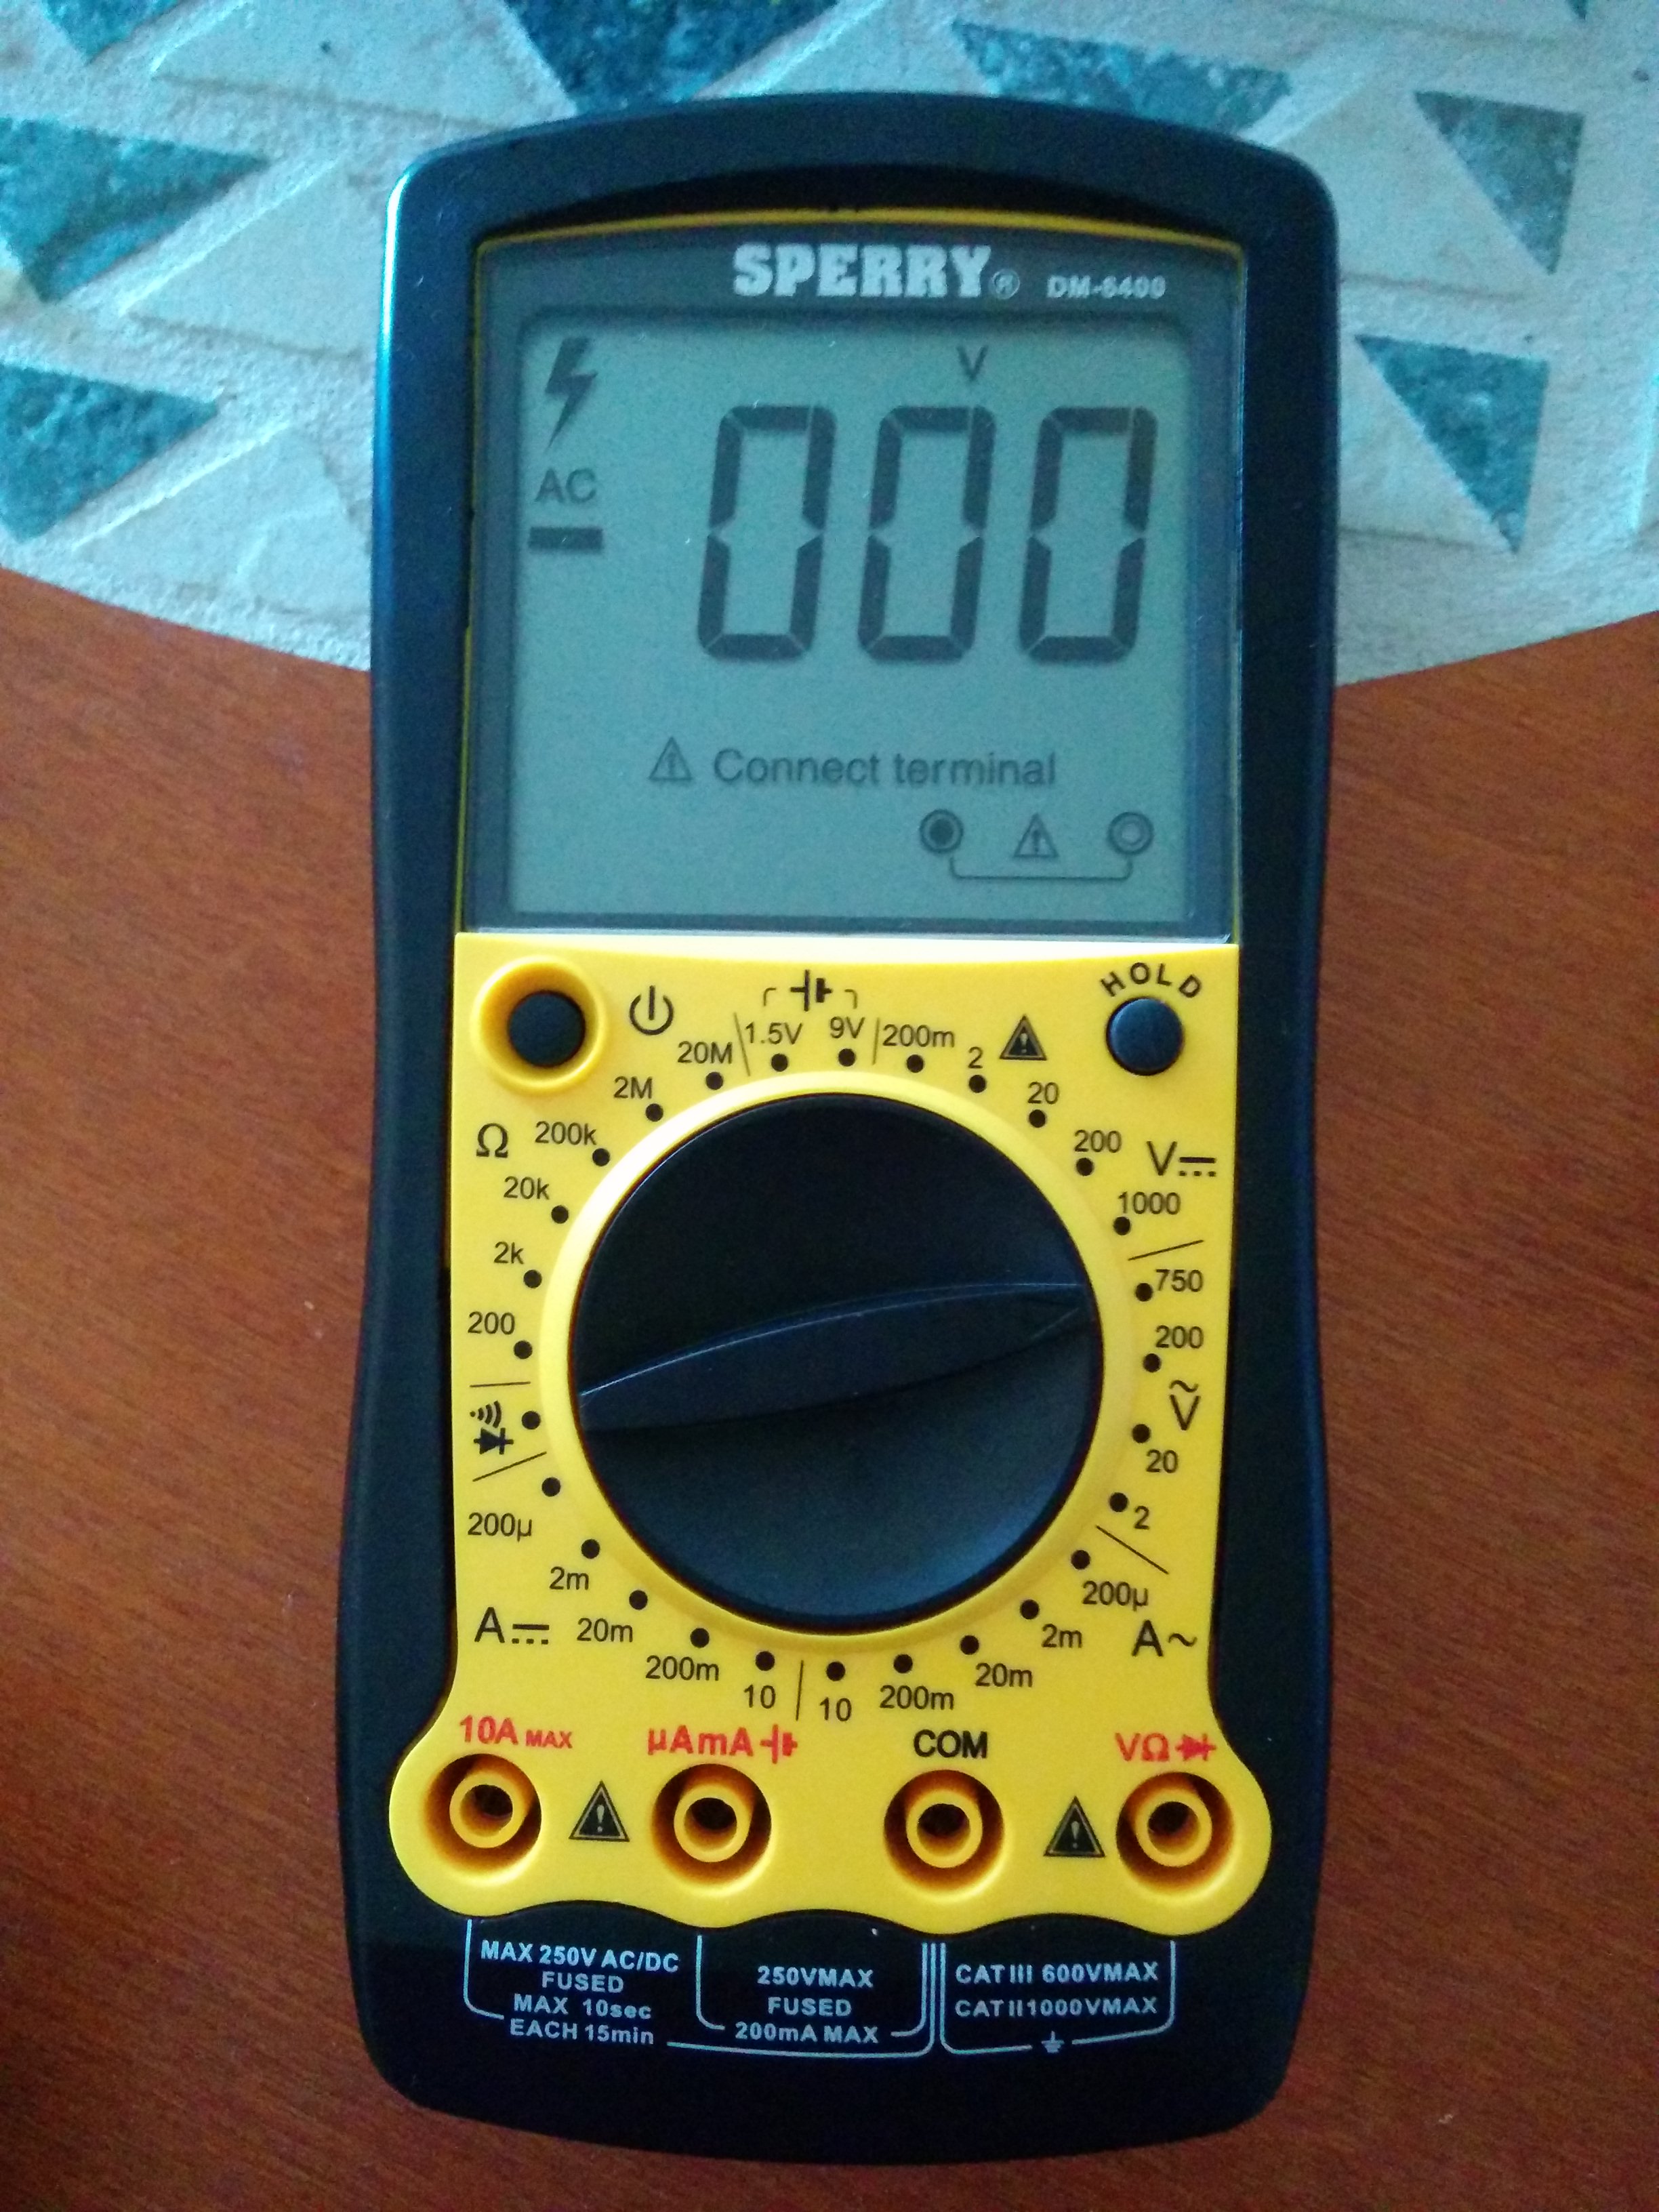 SPERRY® DM-6400
V
AC
000
⚠ Connect terminal
HOLD
1.5V 9V 200m
20M 2 ⚠
2M 20
Ω 200k 200 V⎓
20k 1000
2k 750
200 200
Ṽ
20
200µ 2
2m 200µ
A⎓ 20m 2m A~
200m 20m
10 10 200m
10A MAX µAmA COM VΩ
MAX 250V AC/DC
FUSED
MAX 10sec
EACH 15min
250VMAX
FUSED
200mA MAX
CAT III 600VMAX
CAT II 1000VMAX